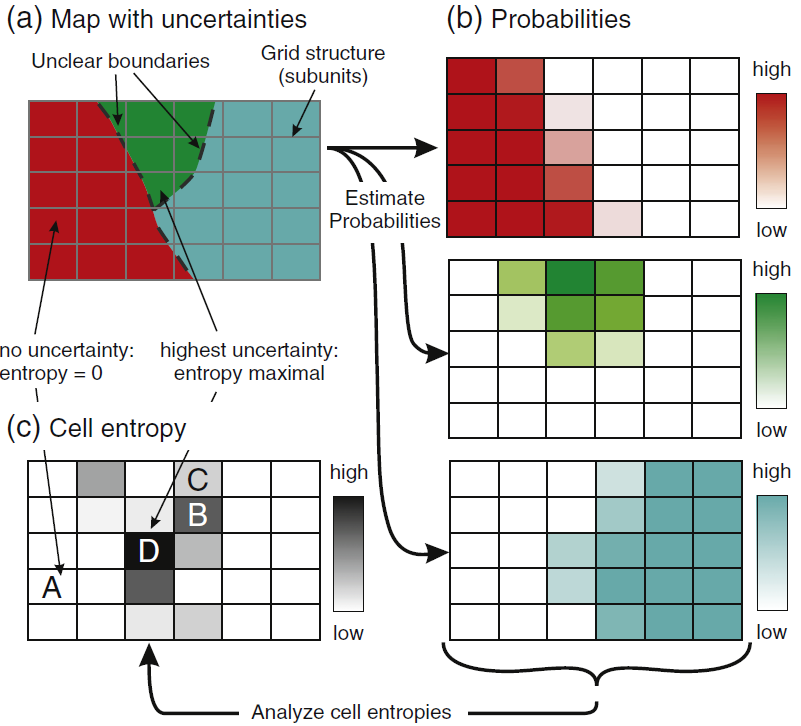 (a) Map with uncertainties
Unclear boundaries
Grid structure
(subunits)
Estimate
Probabilities
no uncertainty:
entropy = 0
highest uncertainty:
entropy maximal
(b) Probabilities
high
low
high
low
high
low
(c) Cell entropy
C
B
D
A
high
low
Analyze cell entropies